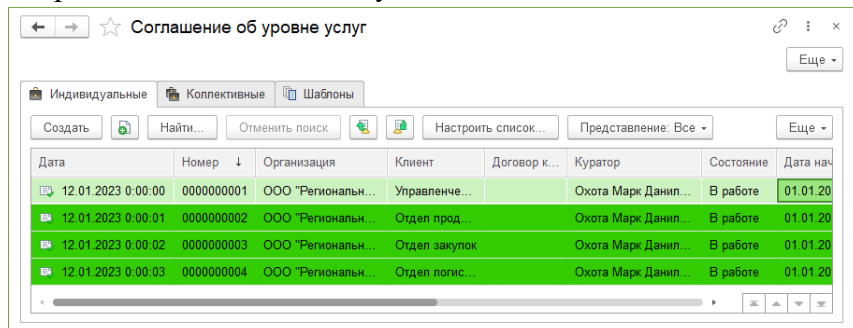 Соглашение об уровне услуг
Еще
Индивидуальные Коллективные Шаблоны
Создать Найти... Отменить поиск Настроить список... Представление: Все Еще
Дата Номер ↓ Организация Клиент Договор к... Куратор Состояние Дата нач
12.01.2023 0:00:00 0000000001 ООО "Региональн... Управленче... Охота Марк Данил... В работе 01.01.20
12.01.2023 0:00:01 0000000002 ООО "Региональн... Отдел прод... Охота Марк Данил... В работе 01.01.20
12.01.2023 0:00:02 0000000003 ООО "Региональн... Отдел закупок Охота Марк Данил... В работе 01.01.20
12.01.2023 0:00:03 0000000004 ООО "Региональн... Отдел логис... Охота Марк Данил... В работе 01.01.20